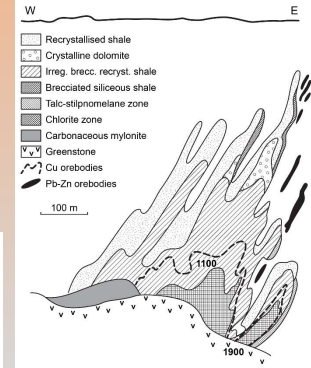 W E
Recrystallised shale
Crystalline dolomite
Irreg. brecc. recryst. shale
Brecciated siliceous shale
Talc-stilpnomelane zone
Chlorite zone
Carbonaceous mylonite
Greenstone
Cu orebodies
Pb-Zn orebodies
100 m
1100
1900